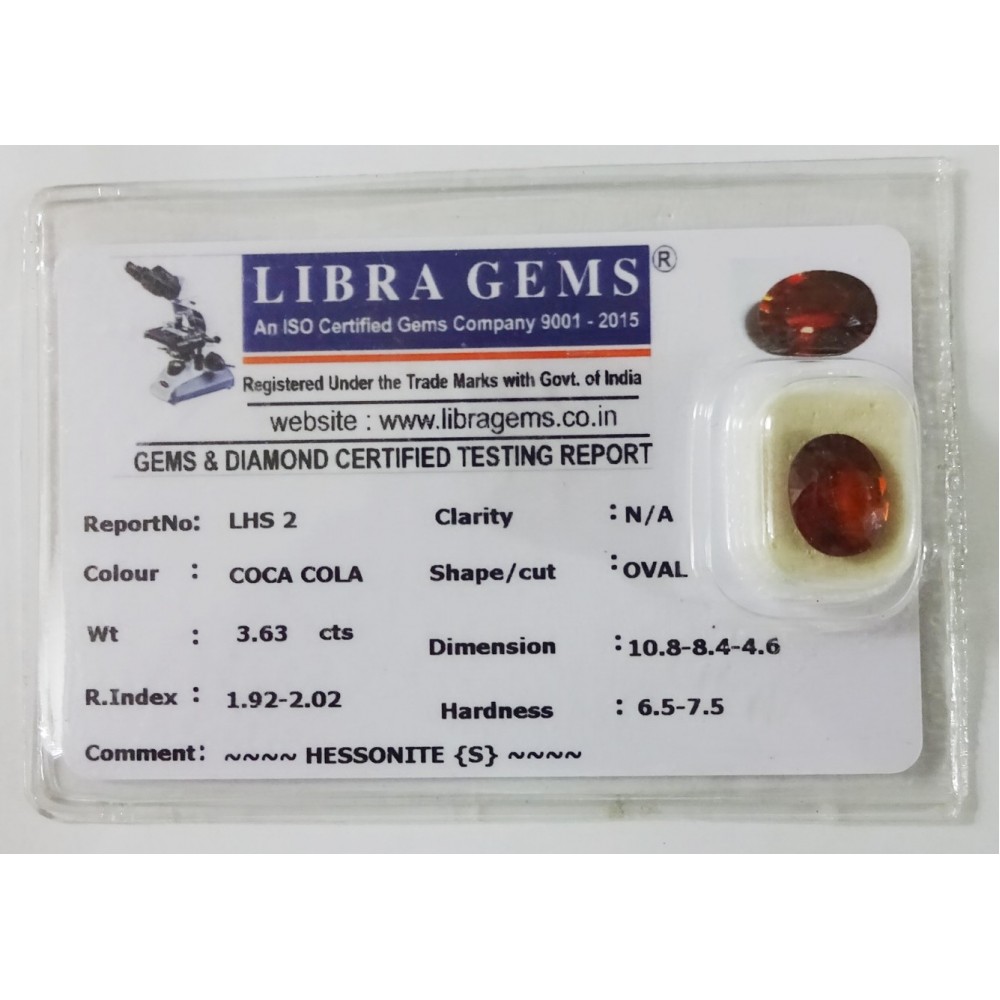 LIBRA GEMS ®
An ISO Certified Gems Company 9001 - 2015
Registered Under the Trade Marks with Govt. of India
website : www.libragems.co.in
GEMS & DIAMOND CERTIFIED TESTING REPORT
ReportNo: LHS 2 Clarity : N/A
Colour : COCA COLA Shape/cut : OVAL
Wt : 3.63 cts Dimension : 10.8-8.4-4.6
R.Index : 1.92-2.02 Hardness : 6.5-7.5
Comment: ~~~~ HESSONITE {S} ~~~~